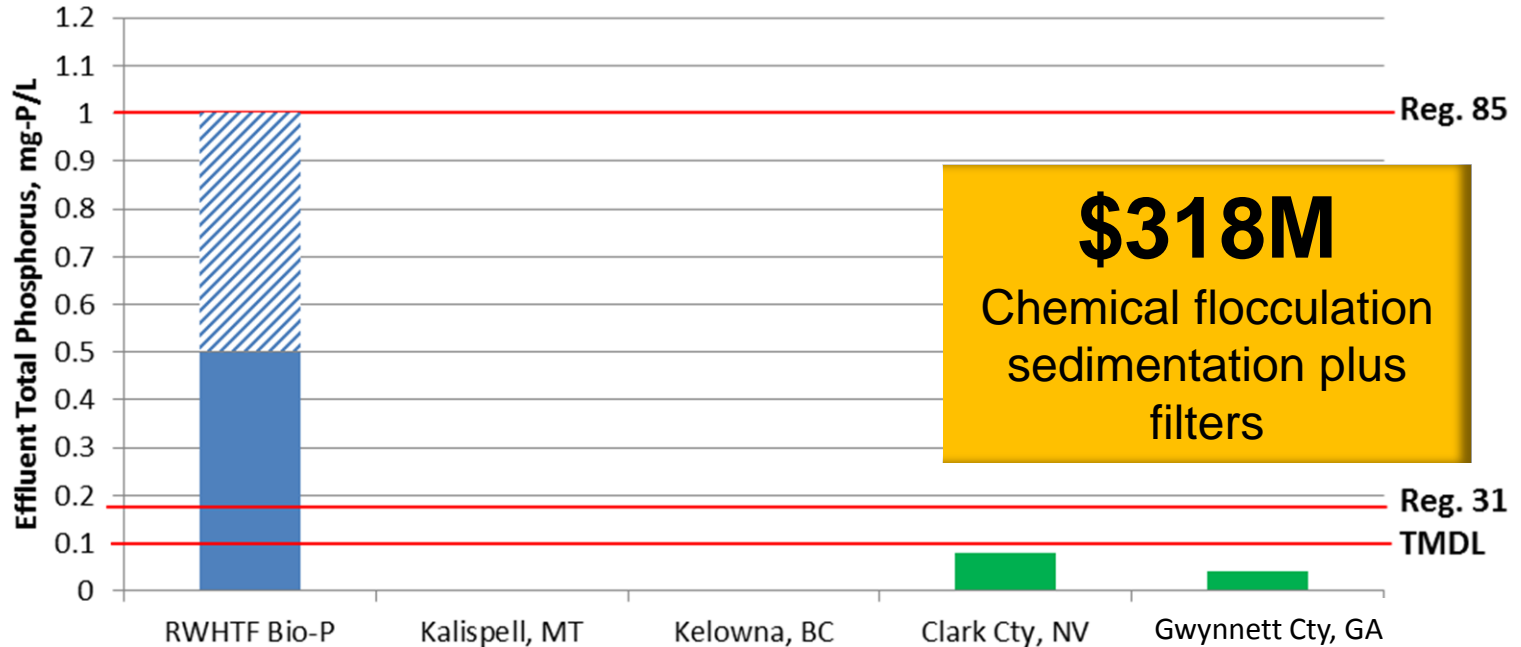 Effluent Total Phosphorus, mg-P/L
1.2
1.1
1
0.9
0.8
0.7
0.6
0.5
0.4
0.3
0.2
0.1
0
Reg. 85
$318M
Chemical flocculation
sedimentation plus
filters
Reg. 31
TMDL
RWHTF Bio-P
Kalispell, MT
Kelowna, BC
Clark Cty, NV
Gwynnett Cty, GA